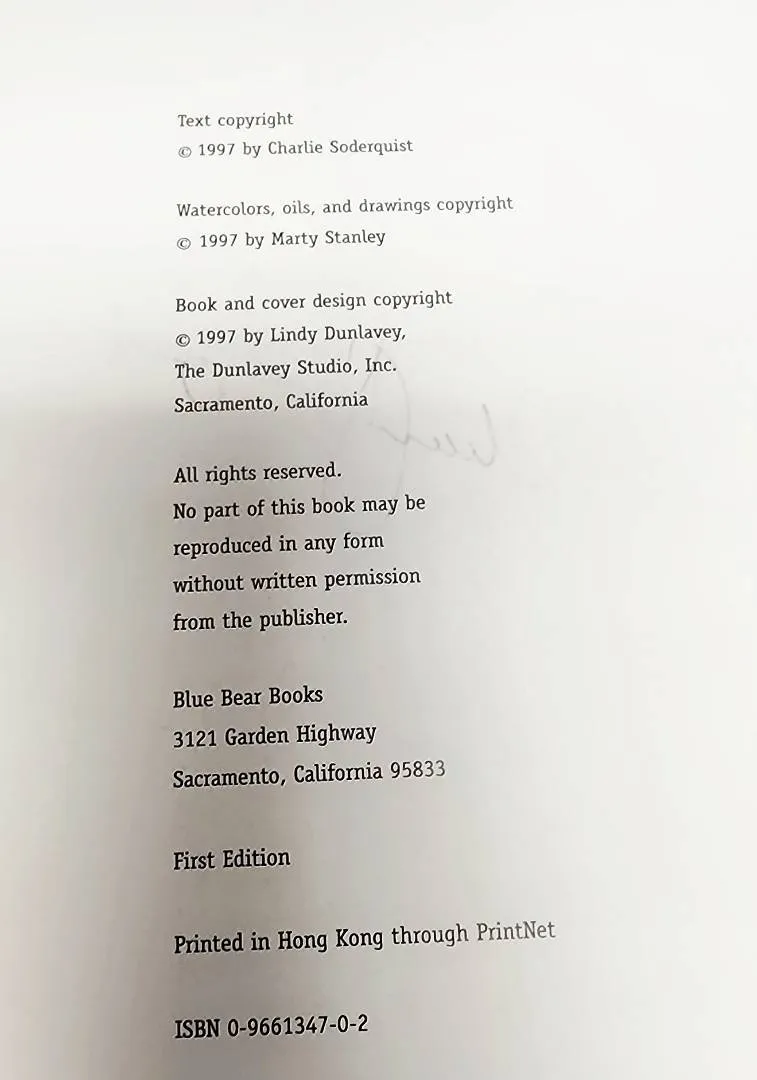 Text copyright
© 1997 by Charlie Soderquist
Watercolors, oils, and drawings copyright
© 1997 by Marty Stanley
Book and cover design copyright
© 1997 by Lindy Dunlavey,
The Dunlavey Studio, Inc.
Sacramento, California
All rights reserved.
No part of this book may be
reproduced in any form
without written permission
from the publisher.
Blue Bear Books
3121 Garden Highway
Sacramento, California 95833
First Edition
Printed in Hong Kong through PrintNet
ISBN 0-9661347-0-2